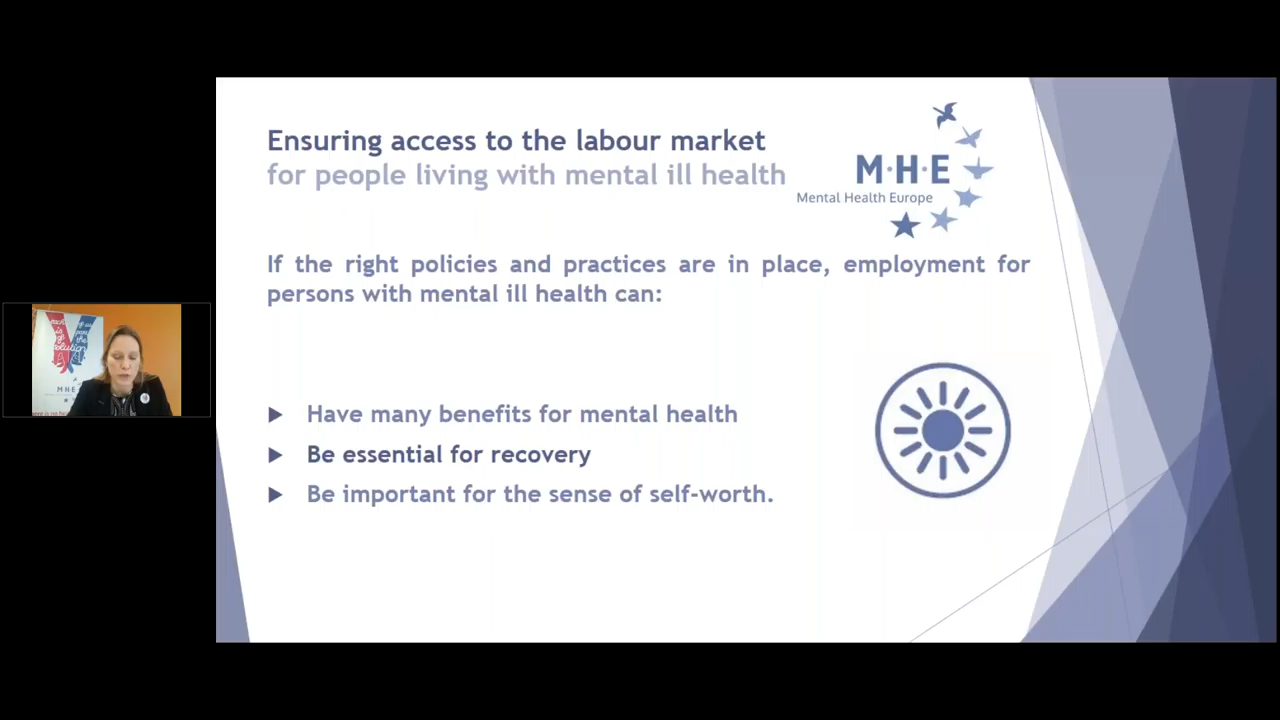 Ensuring access to the labour market
for people living with mental ill health
M·H·E
Mental Health Europe
If the right policies and practices are in place, employment for
persons with mental ill health can:
Have many benefits for mental health
Be essential for recovery
Be important for the sense of self-worth.